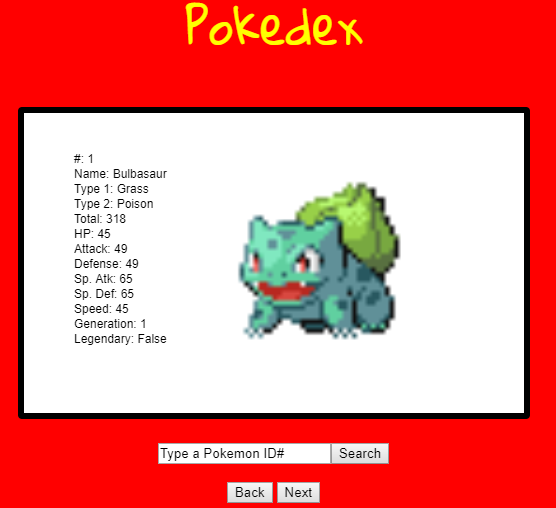 Pokedex
#: 1
Name: Bulbasaur
Type 1: Grass
Type 2: Poison
Total: 318
HP: 45
Attack: 49
Defense: 49
Sp. Atk: 65
Sp. Def: 65
Speed: 45
Generation: 1
Legendary: False
Type a Pokemon ID# Search
Back Next